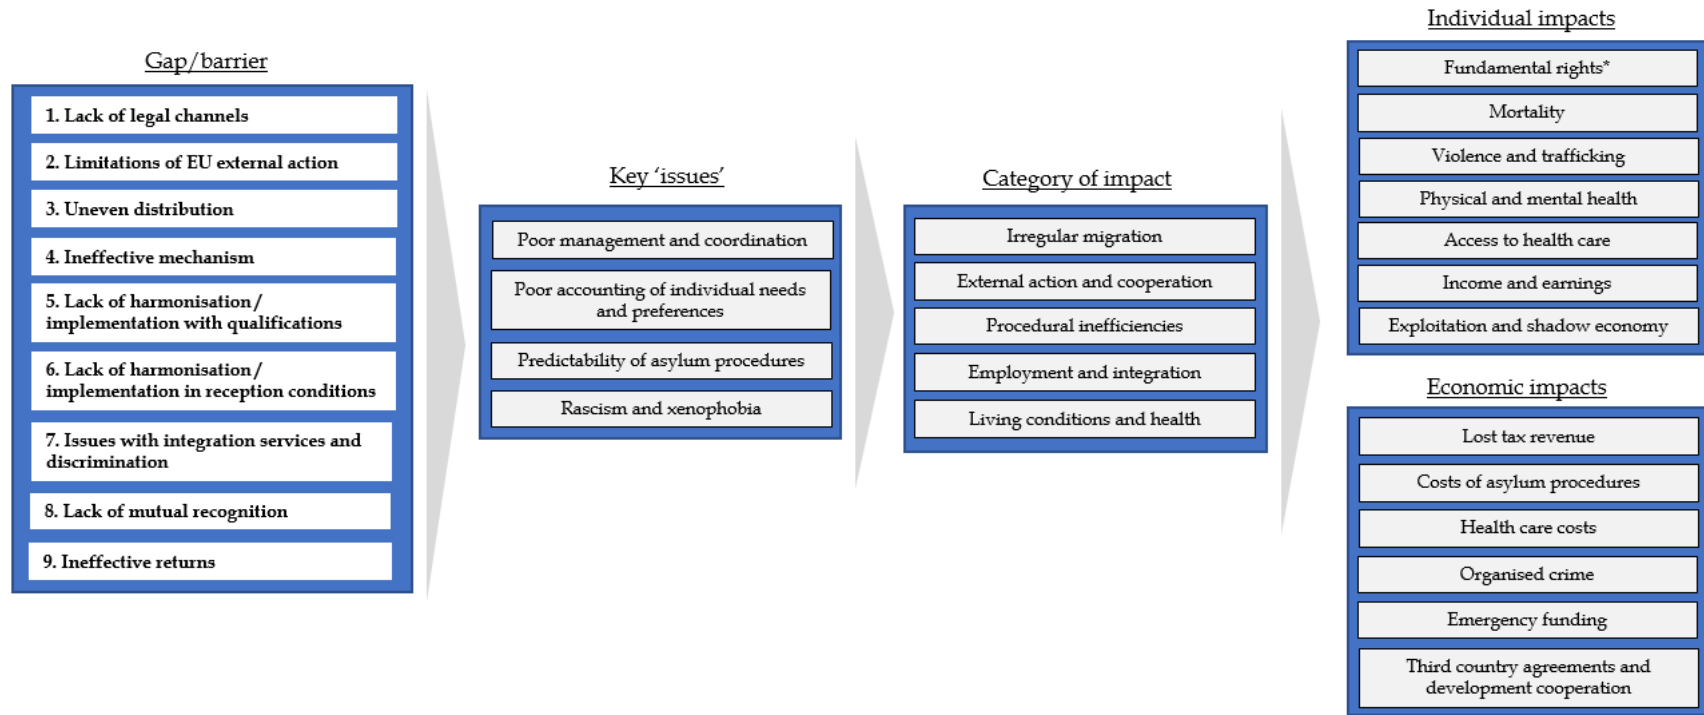 Gap/barrier
1. Lack of legal channels
2. Limitations of EU external action
3. Uneven distribution
4. Ineffective mechanism
5. Lack of harmonisation/
implementation with qualifications
6. Lack of harmonisation/
implementation in reception conditions
7. Issues with integration services and
discrimination
8. Lack of mutual recognition
9. Ineffective returns
Key ‘issues’
Poor management and coordination
Poor accounting of individual needs
and preferences
Predictability of asylum procedures
Rascism and xenophobia
Category of impact
Irregular migration
External action and cooperation
Procedural inefficiencies
Employment and integration
Living conditions and health
Individual impacts
Fundamental rights*
Mortality
Violence and trafficking
Physical and mental health
Access to health care
Income and earnings
Exploitation and shadow economy
Economic impacts
Lost tax revenue
Costs of asylum procedures
Health care costs
Organised crime
Emergency funding
Third country agreements and
development cooperation